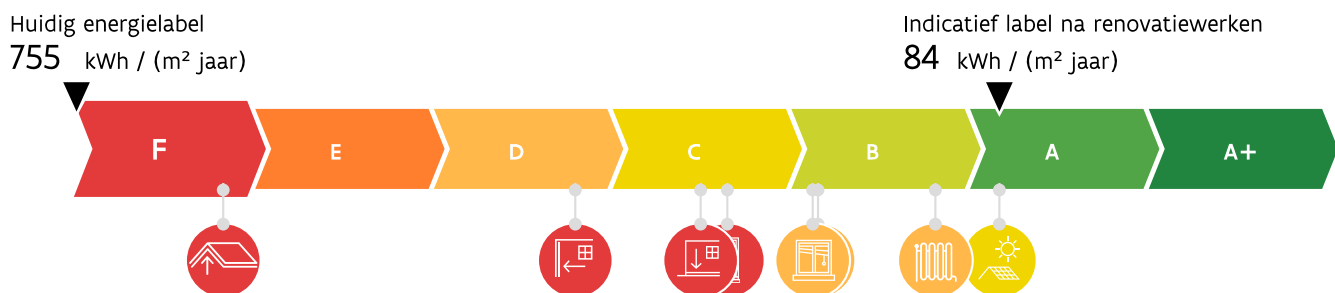 Huidig energielabel
755 kWh / (m² jaar)
Indicatief label na renovatiewerken
84 kWh / (m² jaar)
F E D C B A A+